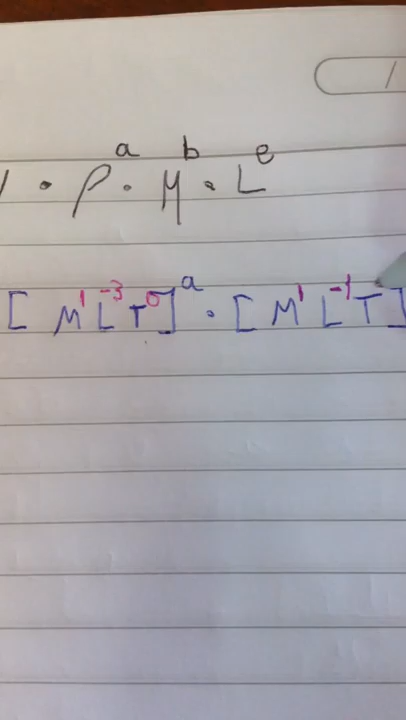 · ρ^a · μ^b · L^e
[M^1 L^-3 T^0]^a · [M^1 L^-1 T]